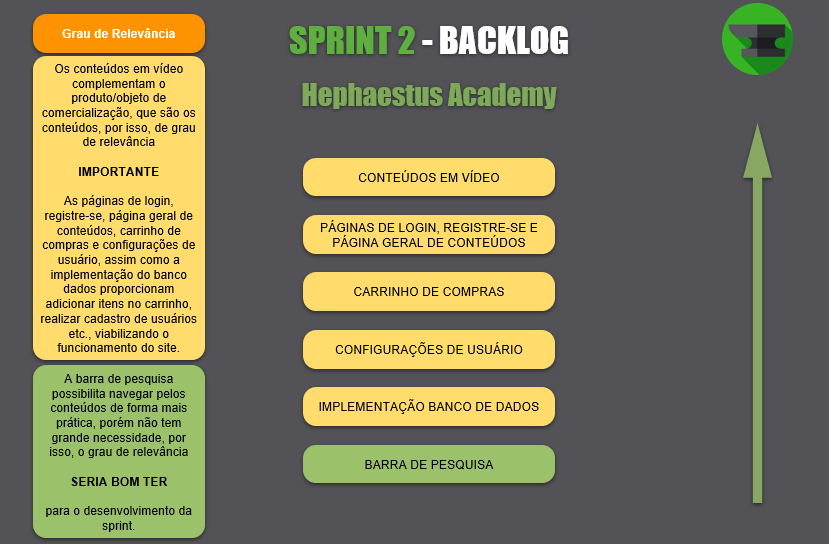 Grau de Relevância
Os conteúdos em vídeo
complementam o
produto/objeto de
comercialização, que são os
conteúdos, por isso, de grau
de relevância
IMPORTANTE
As páginas de login,
registre-se, página geral de
conteúdos, carrinho de
compras e configurações de
usuário, assim como a
implementação do banco
dados proporcionam
adicionar itens no carrinho,
realizar cadastro de usuários
etc., viabilizando o
funcionamento do site.
A barra de pesquisa
possibilita navegar pelos
conteúdos de forma mais
prática, porém não tem
grande necessidade, por
isso, o grau de relevância
SERIA BOM TER
para o desenvolvimento da
sprint.
SPRINT 2 - BACKLOG
Hephaestus Academy
CONTEÚDOS EM VÍDEO
PÁGINAS DE LOGIN, REGISTRE-SE E
PÁGINA GERAL DE CONTEÚDOS
CARRINHO DE COMPRAS
CONFIGURAÇÕES DE USUÁRIO
IMPLEMENTAÇÃO BANCO DE DADOS
BARRA DE PESQUISA